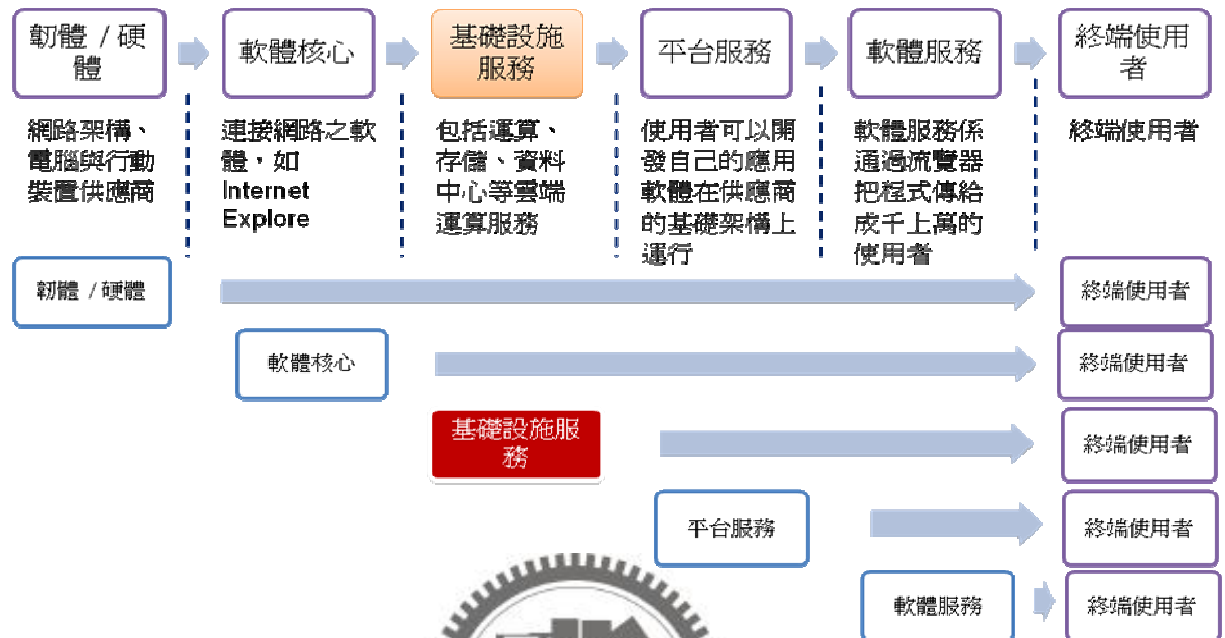 韌體 / 硬
體
軟體核心
基礎設施
服務
平台服務
軟體服務
終端使用
者
網路架構、
電腦與行動
裝置供應商
連接網路之軟
體,如
Internet
Explore
包括運算、
存儲、資料
中心等雲端
運算服務
使用者可以開
發自己的應用
軟體在供應商
的基礎架構上
運行
軟體服務係
通過流覽器
把程式傳給
成千上萬的
使用者
終端使用者
韌體 / 硬體
終端使用者
軟體核心
終端使用者
基礎設施服
務
終端使用者
平台服務
終端使用者
軟體服務
終端使用者